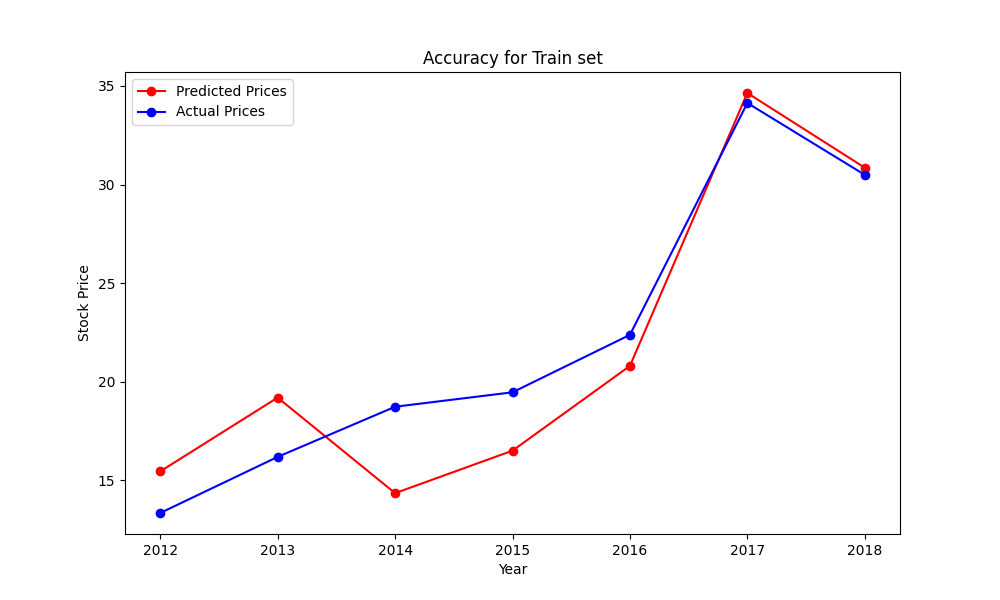 Accuracy for Train set
Predicted Prices
Actual Prices
35
30
25
20
15
Stock Price
2012 2013 2014 2015 2016 2017 2018
Year